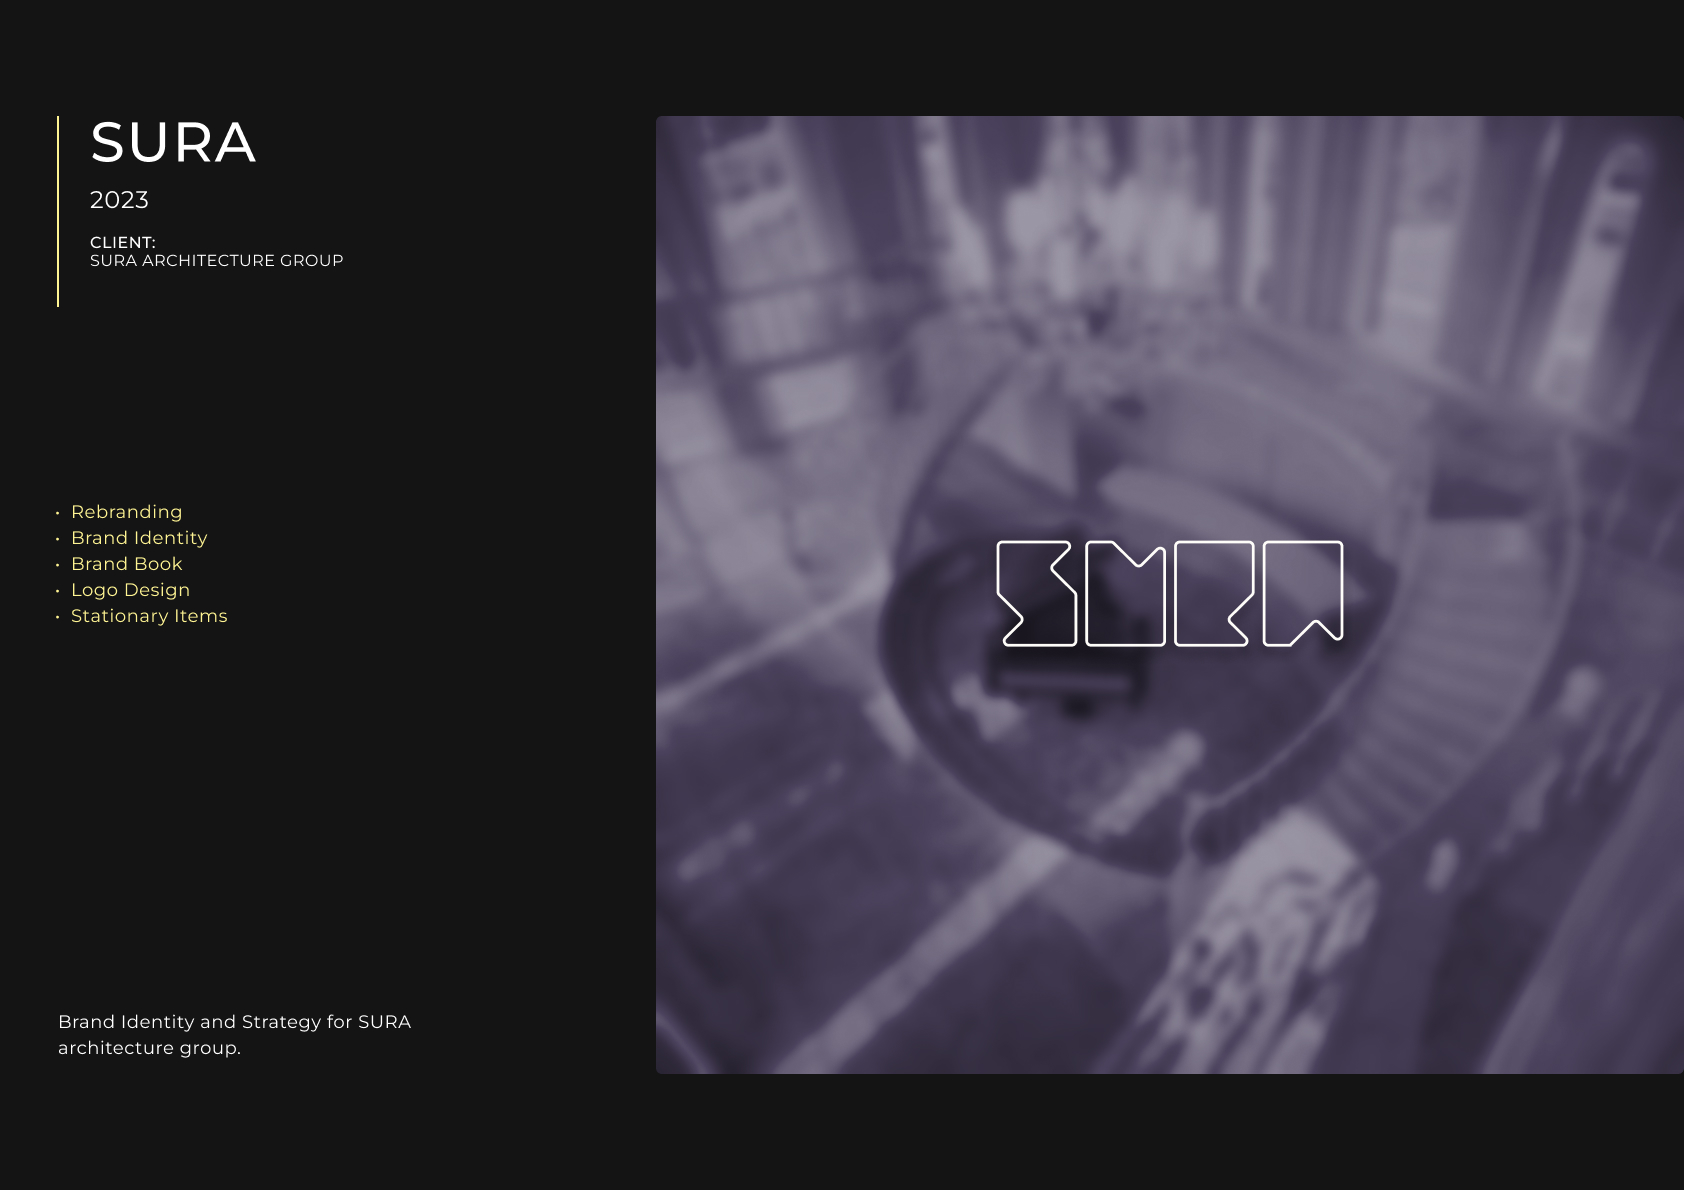 SURA
2023
CLIENT:
SURA ARCHITECTURE GROUP
• Rebranding
• Brand Identity
• Brand Book
• Logo Design
• Stationary Items
SURA
Brand Identity and Strategy for SURA
architecture group.